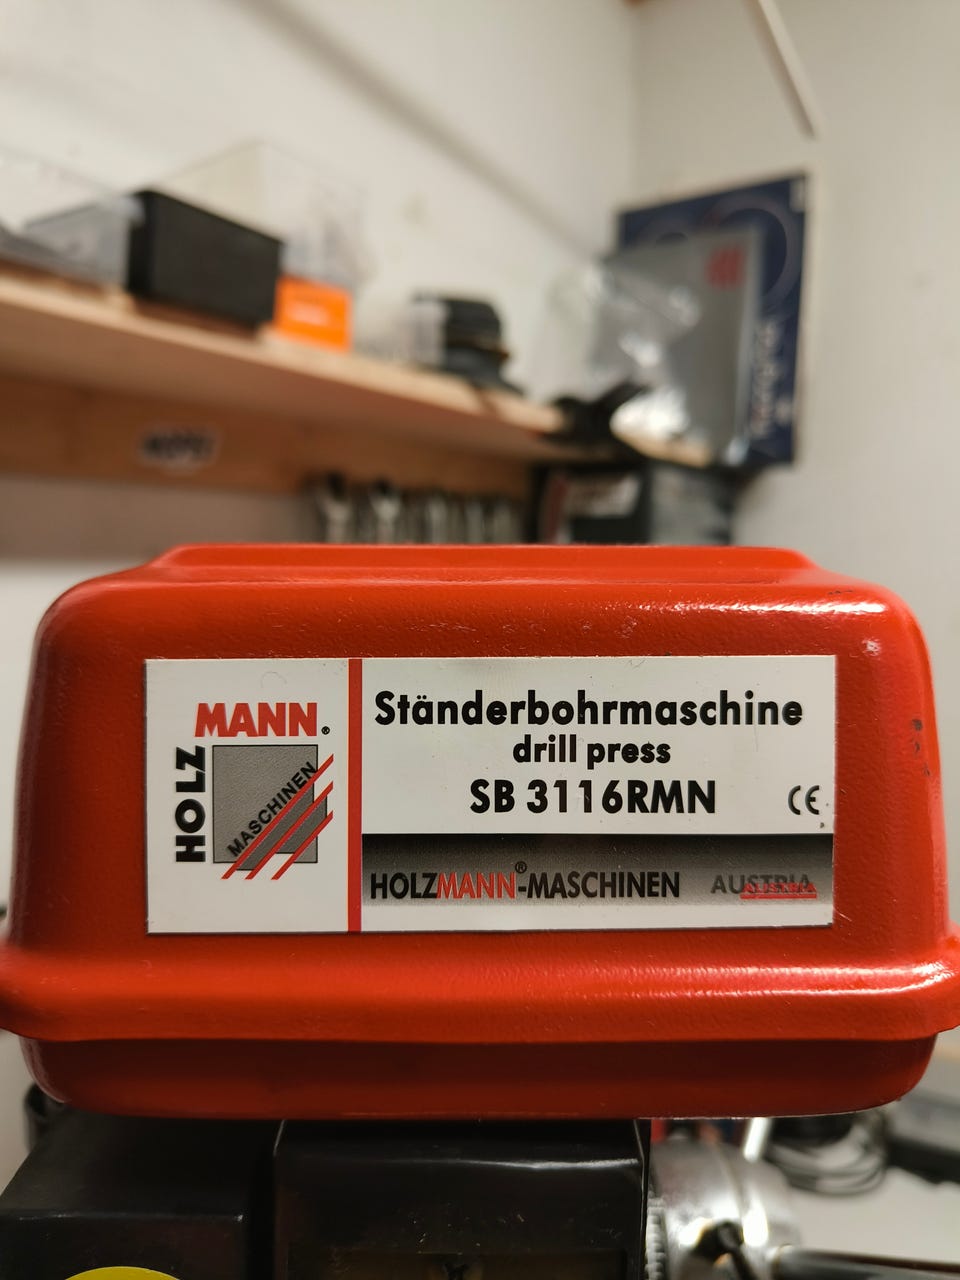 MANN®
HOLZ
MASCHINEN
Ständerbohrmaschine
drill press
SB 3116RMN
CE
HOLZMANN®-MASCHINEN
AUSTRIA